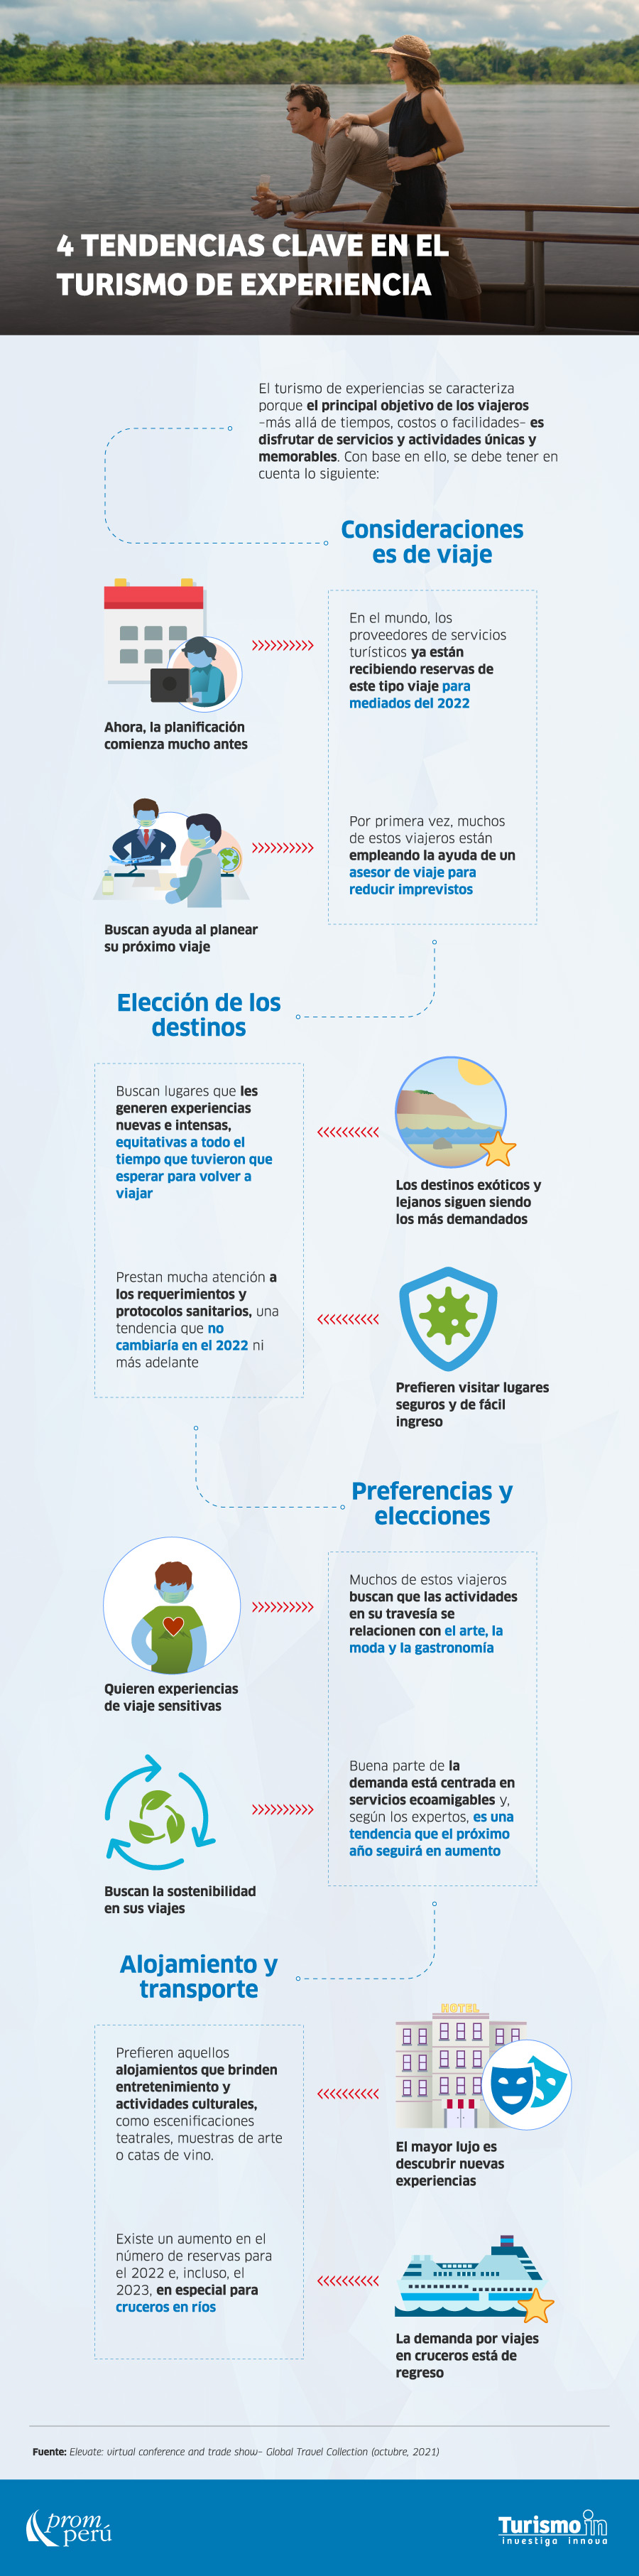 4 TENDENCIAS CLAVE EN EL
TURISMO DE EXPERIENCIA
El turismo de experiencias se caracteriza
porque el principal objetivo de los viajeros
–más allá de tiempos, costos o facilidades– es
disfrutar de servicios y actividades únicas y
memorables. Con base en ello, se debe tener en
cuenta lo siguiente:
Consideraciones
es de viaje
Ahora, la planificación
comienza mucho antes
En el mundo, los
proveedores de servicios
turísticos ya están
recibiendo reservas de
este tipo viaje para
mediados del 2022
Buscan ayuda al planear
su próximo viaje
Por primera vez, muchos
de estos viajeros están
empleando la ayuda de un
asesor de viaje para
reducir imprevistos
Elección de los
destinos
Buscan lugares que les
generen experiencias
nuevas e intensas,
equitativas a todo el
tiempo que tuvieron que
esperar para volver a
viajar
Los destinos exóticos y
lejanos siguen siendo
los más demandados
Prestan mucha atención a
los requerimientos y
protocolos sanitarios, una
tendencia que no
cambiaría en el 2022 ni
más adelante
Prefieren visitar lugares
seguros y de fácil
ingreso
Preferencias y
elecciones
Quieren experiencias
de viaje sensitivas
Muchos de estos viajeros
buscan que las actividades
en su travesía se
relacionen con el arte, la
moda y la gastronomía
Buscan la sostenibilidad
en sus viajes
Buena parte de la
demanda está centrada en
servicios ecoamigables y,
según los expertos, es una
tendencia que el próximo
año seguirá en aumento
Alojamiento y
transporte
Prefieren aquellos
alojamientos que brinden
entretenimiento y
actividades culturales,
como escenificaciones
teatrales, muestras de arte
o catas de vino.
HOTEL
El mayor lujo es
descubrir nuevas
experiencias
Existe un aumento en el
número de reservas para
el 2022 e, incluso, el
2023, en especial para
cruceros en ríos
La demanda por viajes
en cruceros está de
regreso
Fuente: Elevate: virtual conference and trade show– Global Travel Collection (octubre, 2021)
prom
perú
Turismo in
investiga innova